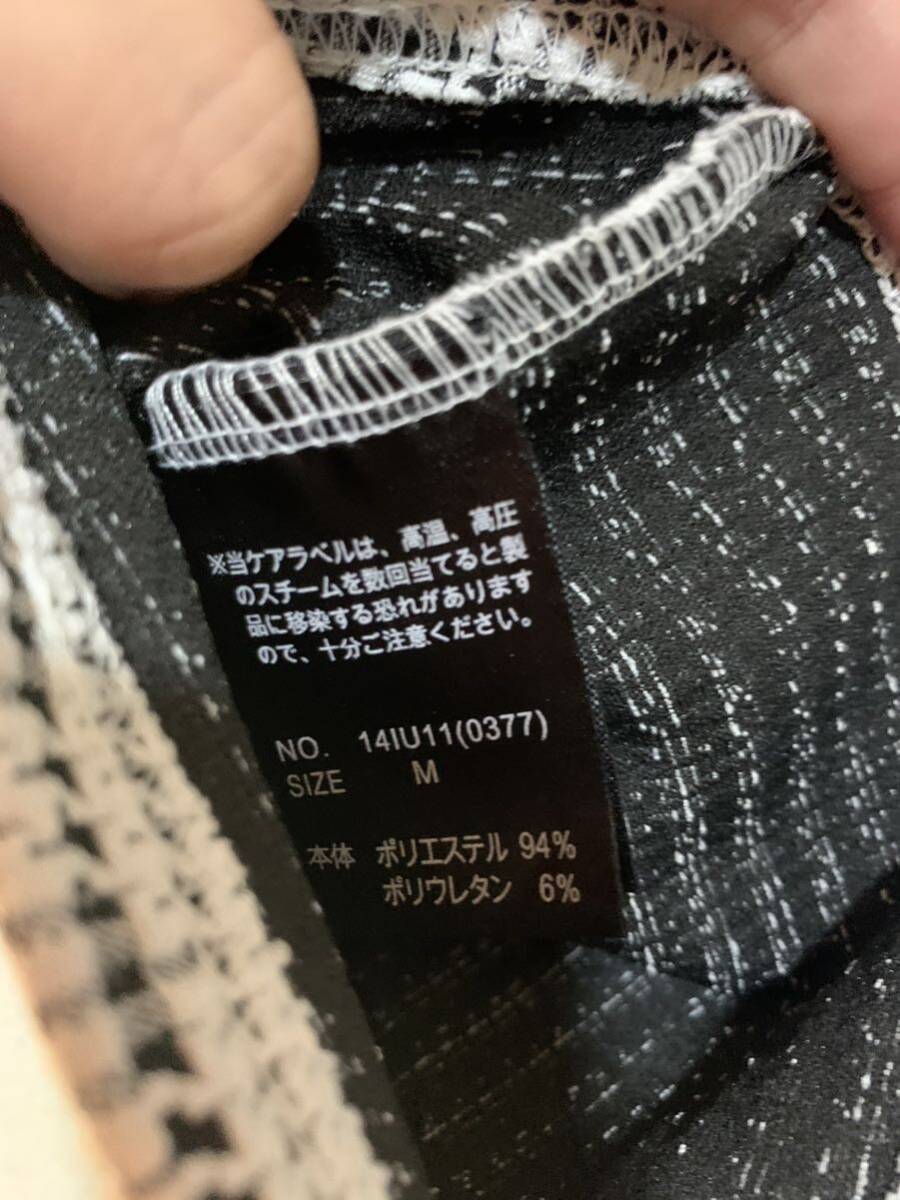 ※当ケアラベルは、高温、高圧
のスチームを数回当てると製
品に移染する恐れがあります
ので、十分ご注意ください。
NO. 14IU11(0377)
SIZE M
本体 ポリエステル 94%
ポリウレタン 6%